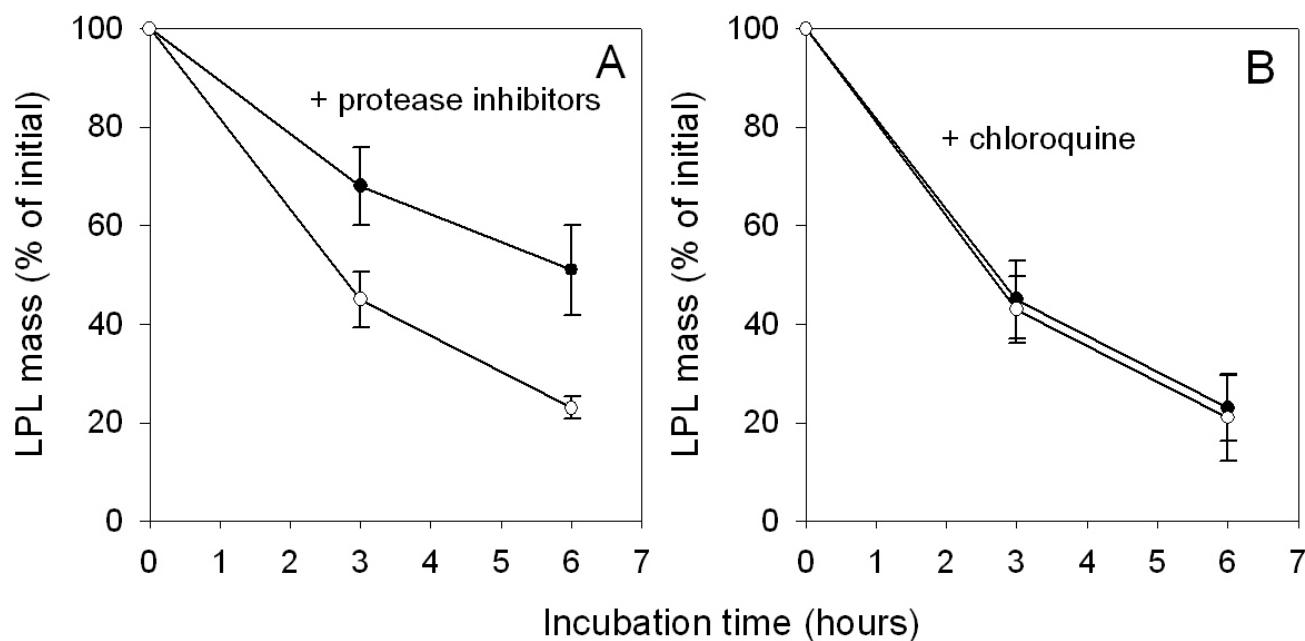 100
80
60
40
20
0
LPL mass (% of initial)
A
+ protease inhibitors
0 1 2 3 4 5 6 7
100
80
60
40
20
0
LPL mass (% of initial)
B
+ chloroquine
0 1 2 3 4 5 6 7
Incubation time (hours)